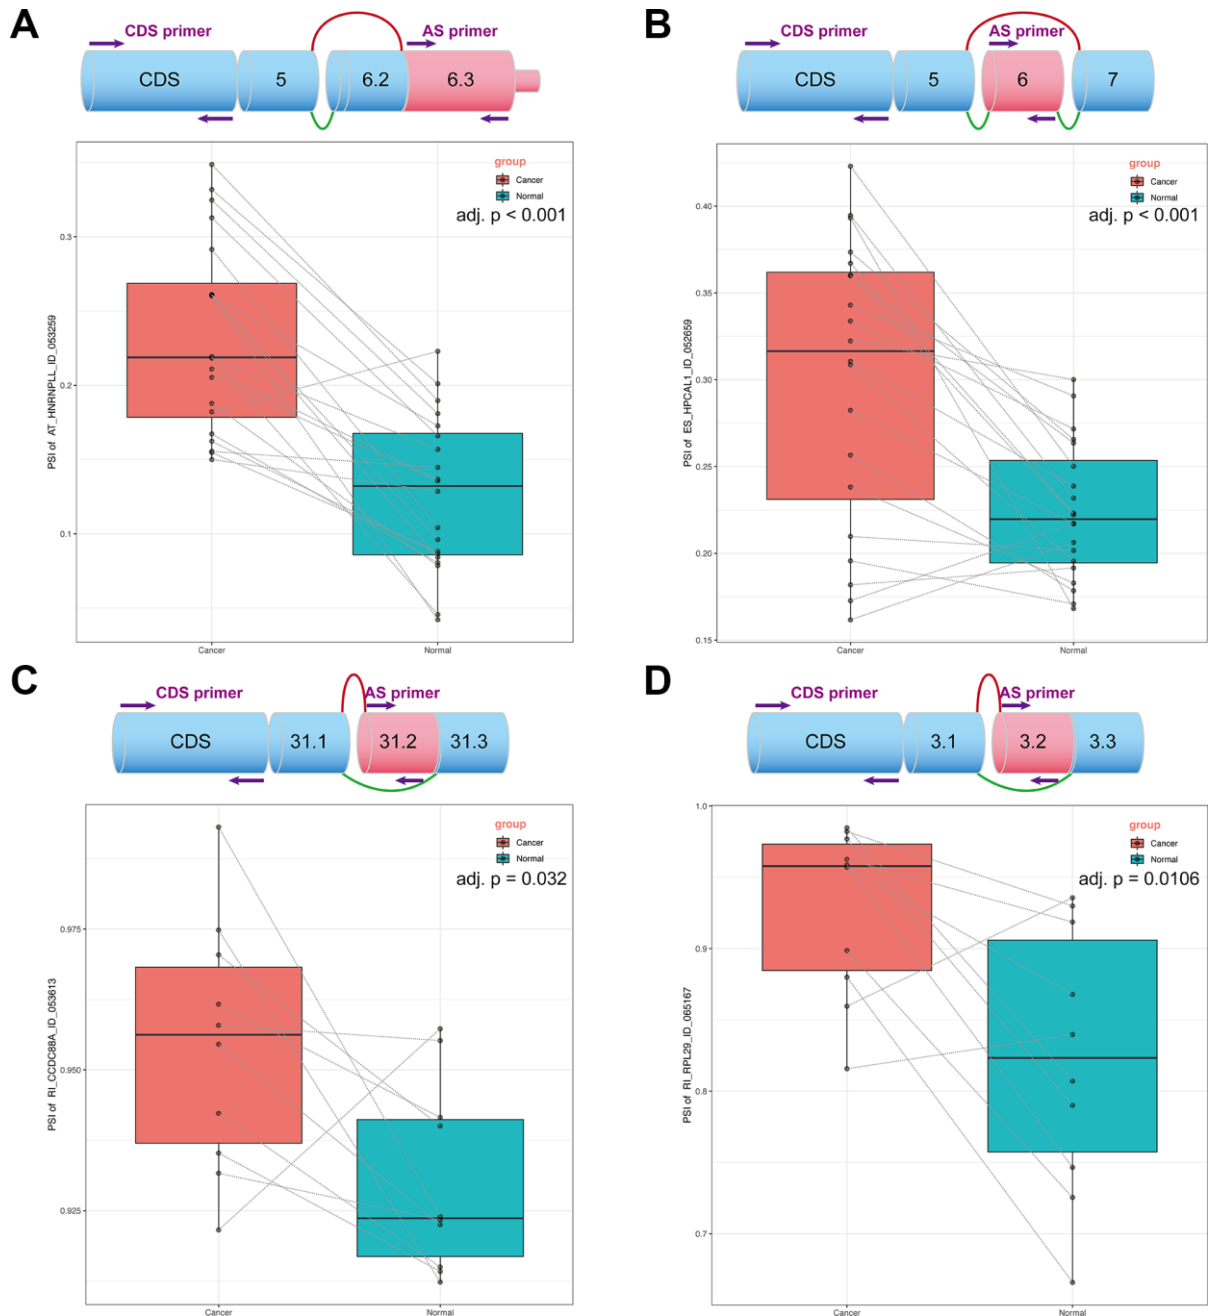 A
CDS primer
AS primer
CDS
5
6.2
6.3
group
Cancer
Normal
adj. p < 0.001
0.3
0.2
0.1
PSI of AT_HNRNPLL_ID_053259
Cancer
Normal
B
CDS primer
AS primer
CDS
5
6
7
group
Cancer
Normal
adj. p < 0.001
0.40
0.35
0.30
0.25
0.20
0.15
PSI of ES_HPCAL1_ID_052659
Cancer
Normal
C
CDS primer
AS primer
CDS
31.1
31.2
31.3
group
Cancer
Normal
adj. p = 0.032
0.975
0.950
0.925
PSI of RI_CCDC88A_ID_053613
Cancer
Normal
D
CDS primer
AS primer
CDS
3.1
3.2
3.3
group
Cancer
Normal
adj. p = 0.0106
1.0
0.9
0.8
0.7
PSI of RI_RPL29_ID_065167
Cancer
Normal